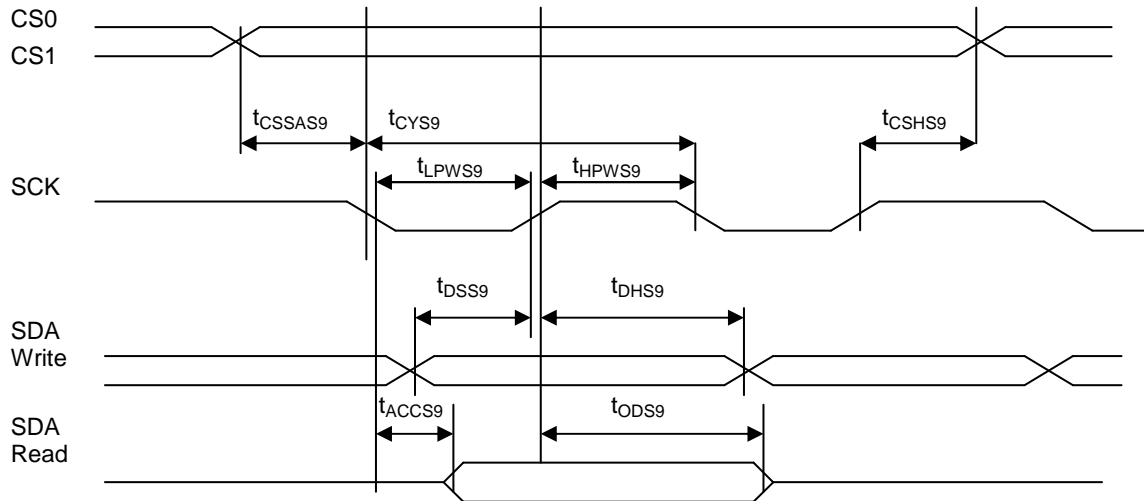 CS0
CS1
tCSSAS9
tCYS9
tCSHS9
tLPWS9
tHPWS9
SCK
tDSS9
tDHS9
SDA
Write
tACCS9
tODS9
SDA
Read